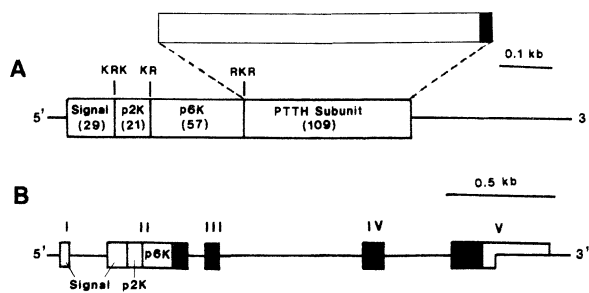 0.1 kb
A
KRK KR RKR
5' Signal (29) p2K (21) p6K (57) PTTH Subunit (109) 3
0.5 kb
B
I II III IV V
5' p6K 3'
Signal p2K